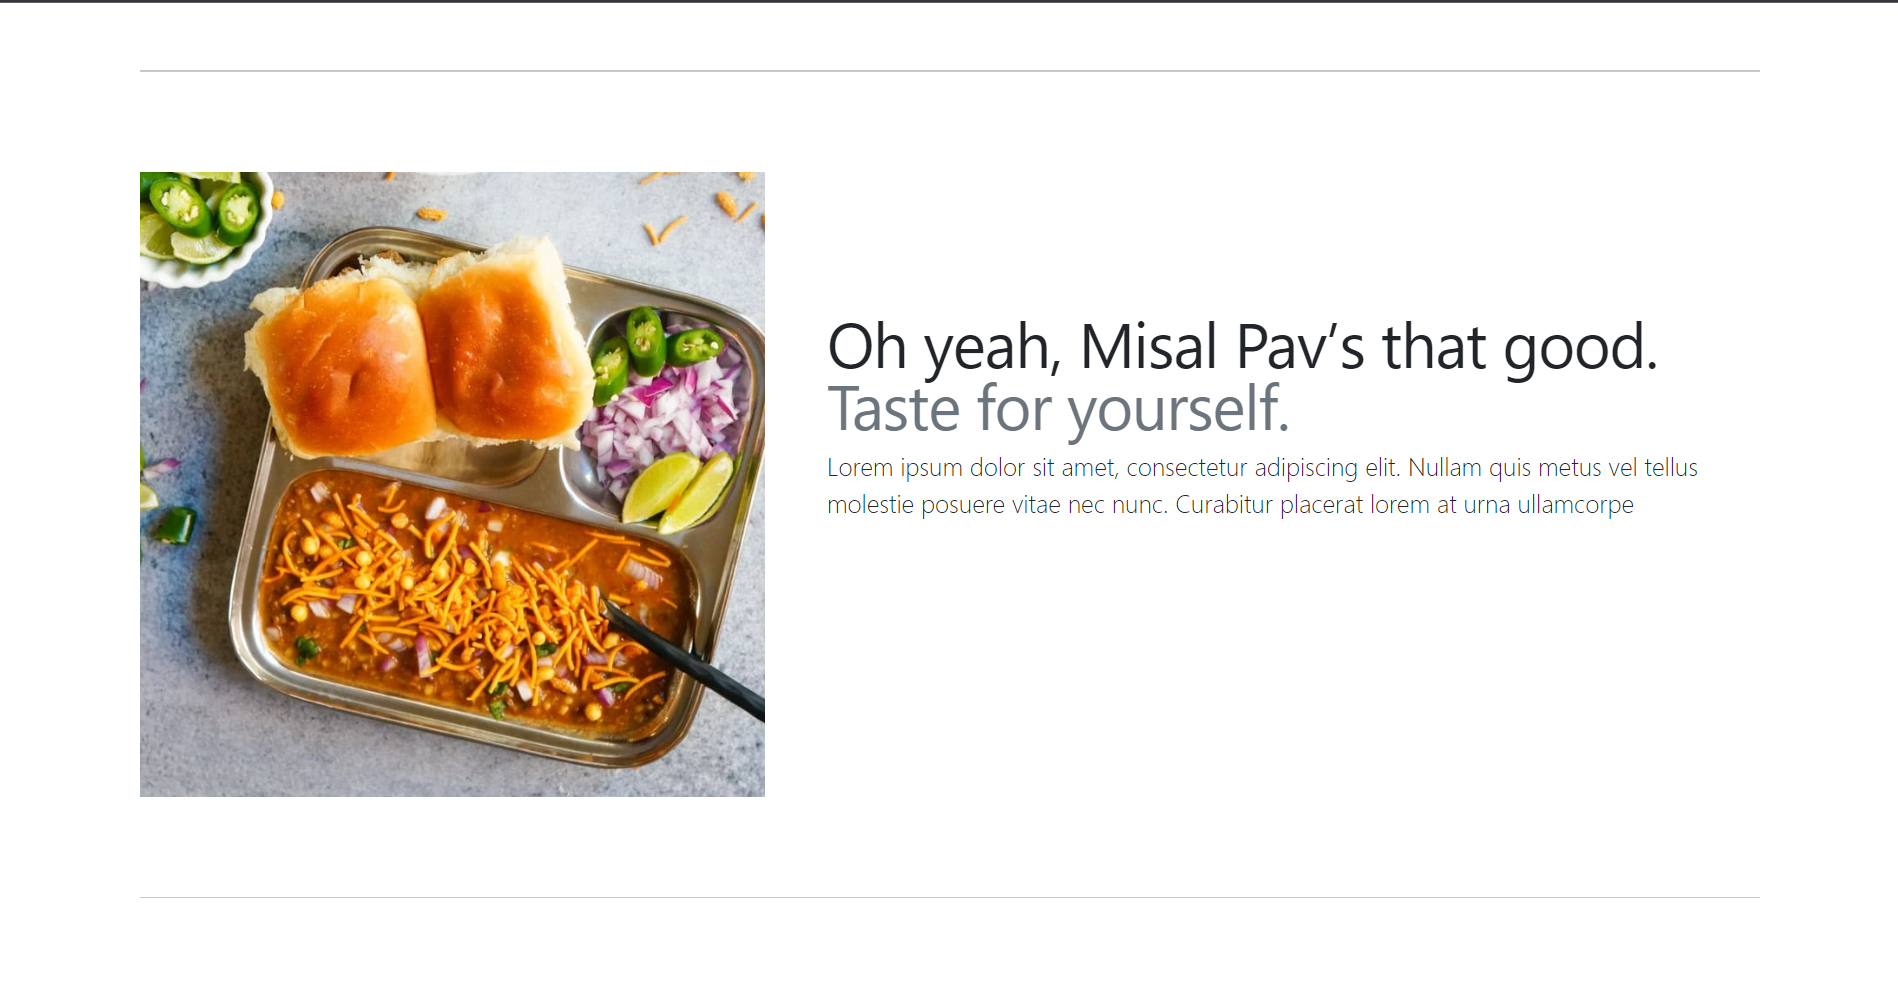 Oh yeah, Misal Pav’s that good.
Taste for yourself.
Lorem ipsum dolor sit amet, consectetur adipiscing elit. Nullam quis metus vel tellus
molestie posuere vitae nec nunc. Curabitur placerat lorem at urna ullamcorpe